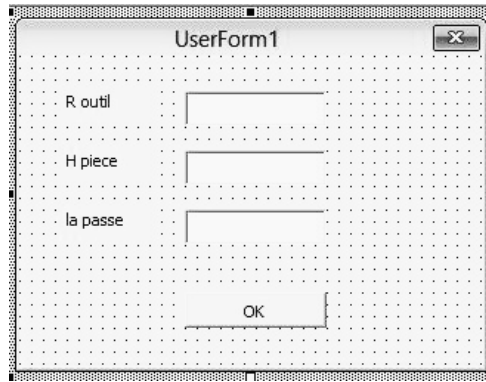 UserForm1
R outil
H piece
la passe
OK